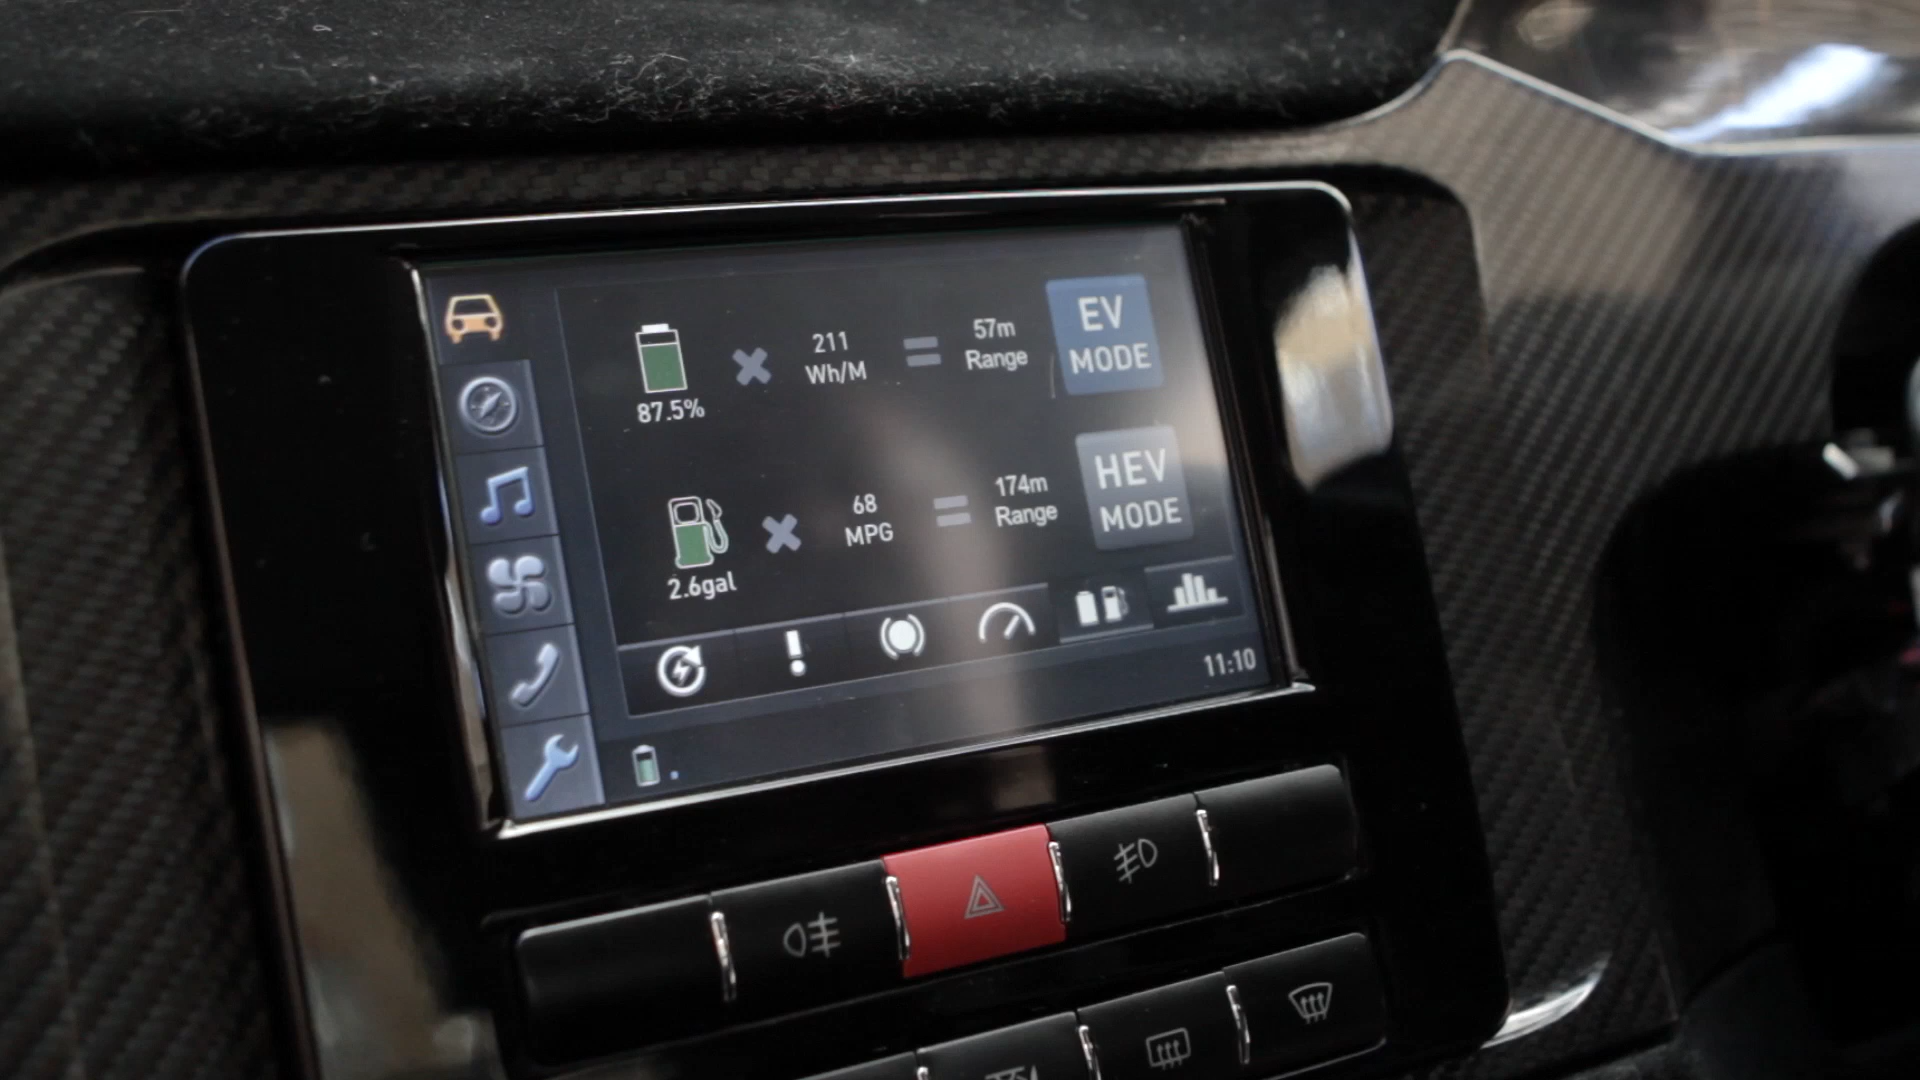 87.5%
211
Wh/M
57m
Range
EV
MODE
2.6gal
68
MPG
174m
Range
HEV
MODE
11:10